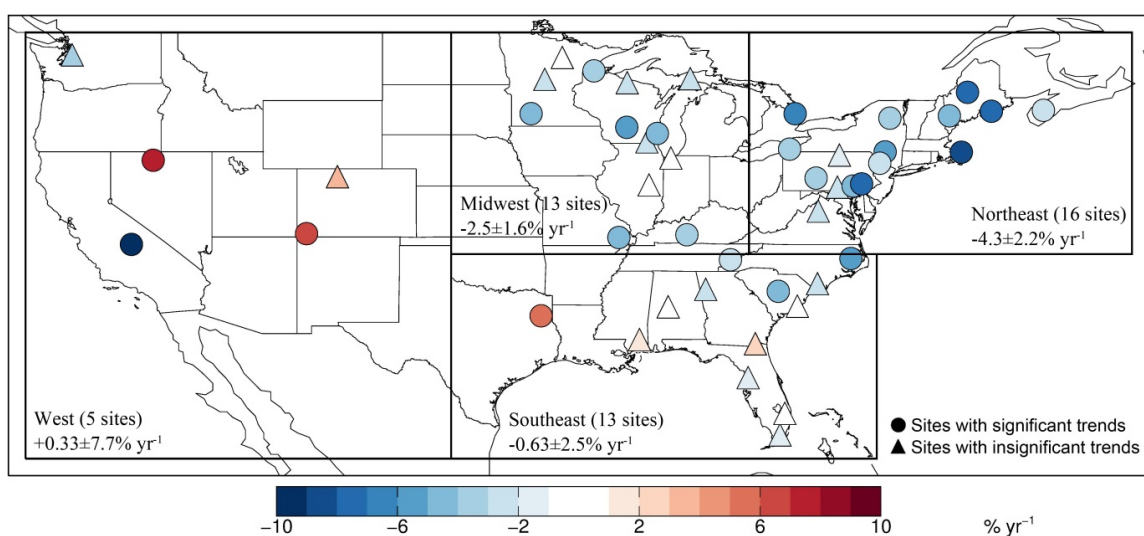 Midwest (13 sites)
-2.5±1.6% yr⁻¹
Northeast (16 sites)
-4.3±2.2% yr⁻¹
West (5 sites)
+0.33±7.7% yr⁻¹
Southeast (13 sites)
-0.63±2.5% yr⁻¹
Sites with significant trends
Sites with insignificant trends
−10 −6 −2 2 6 10 % yr⁻¹